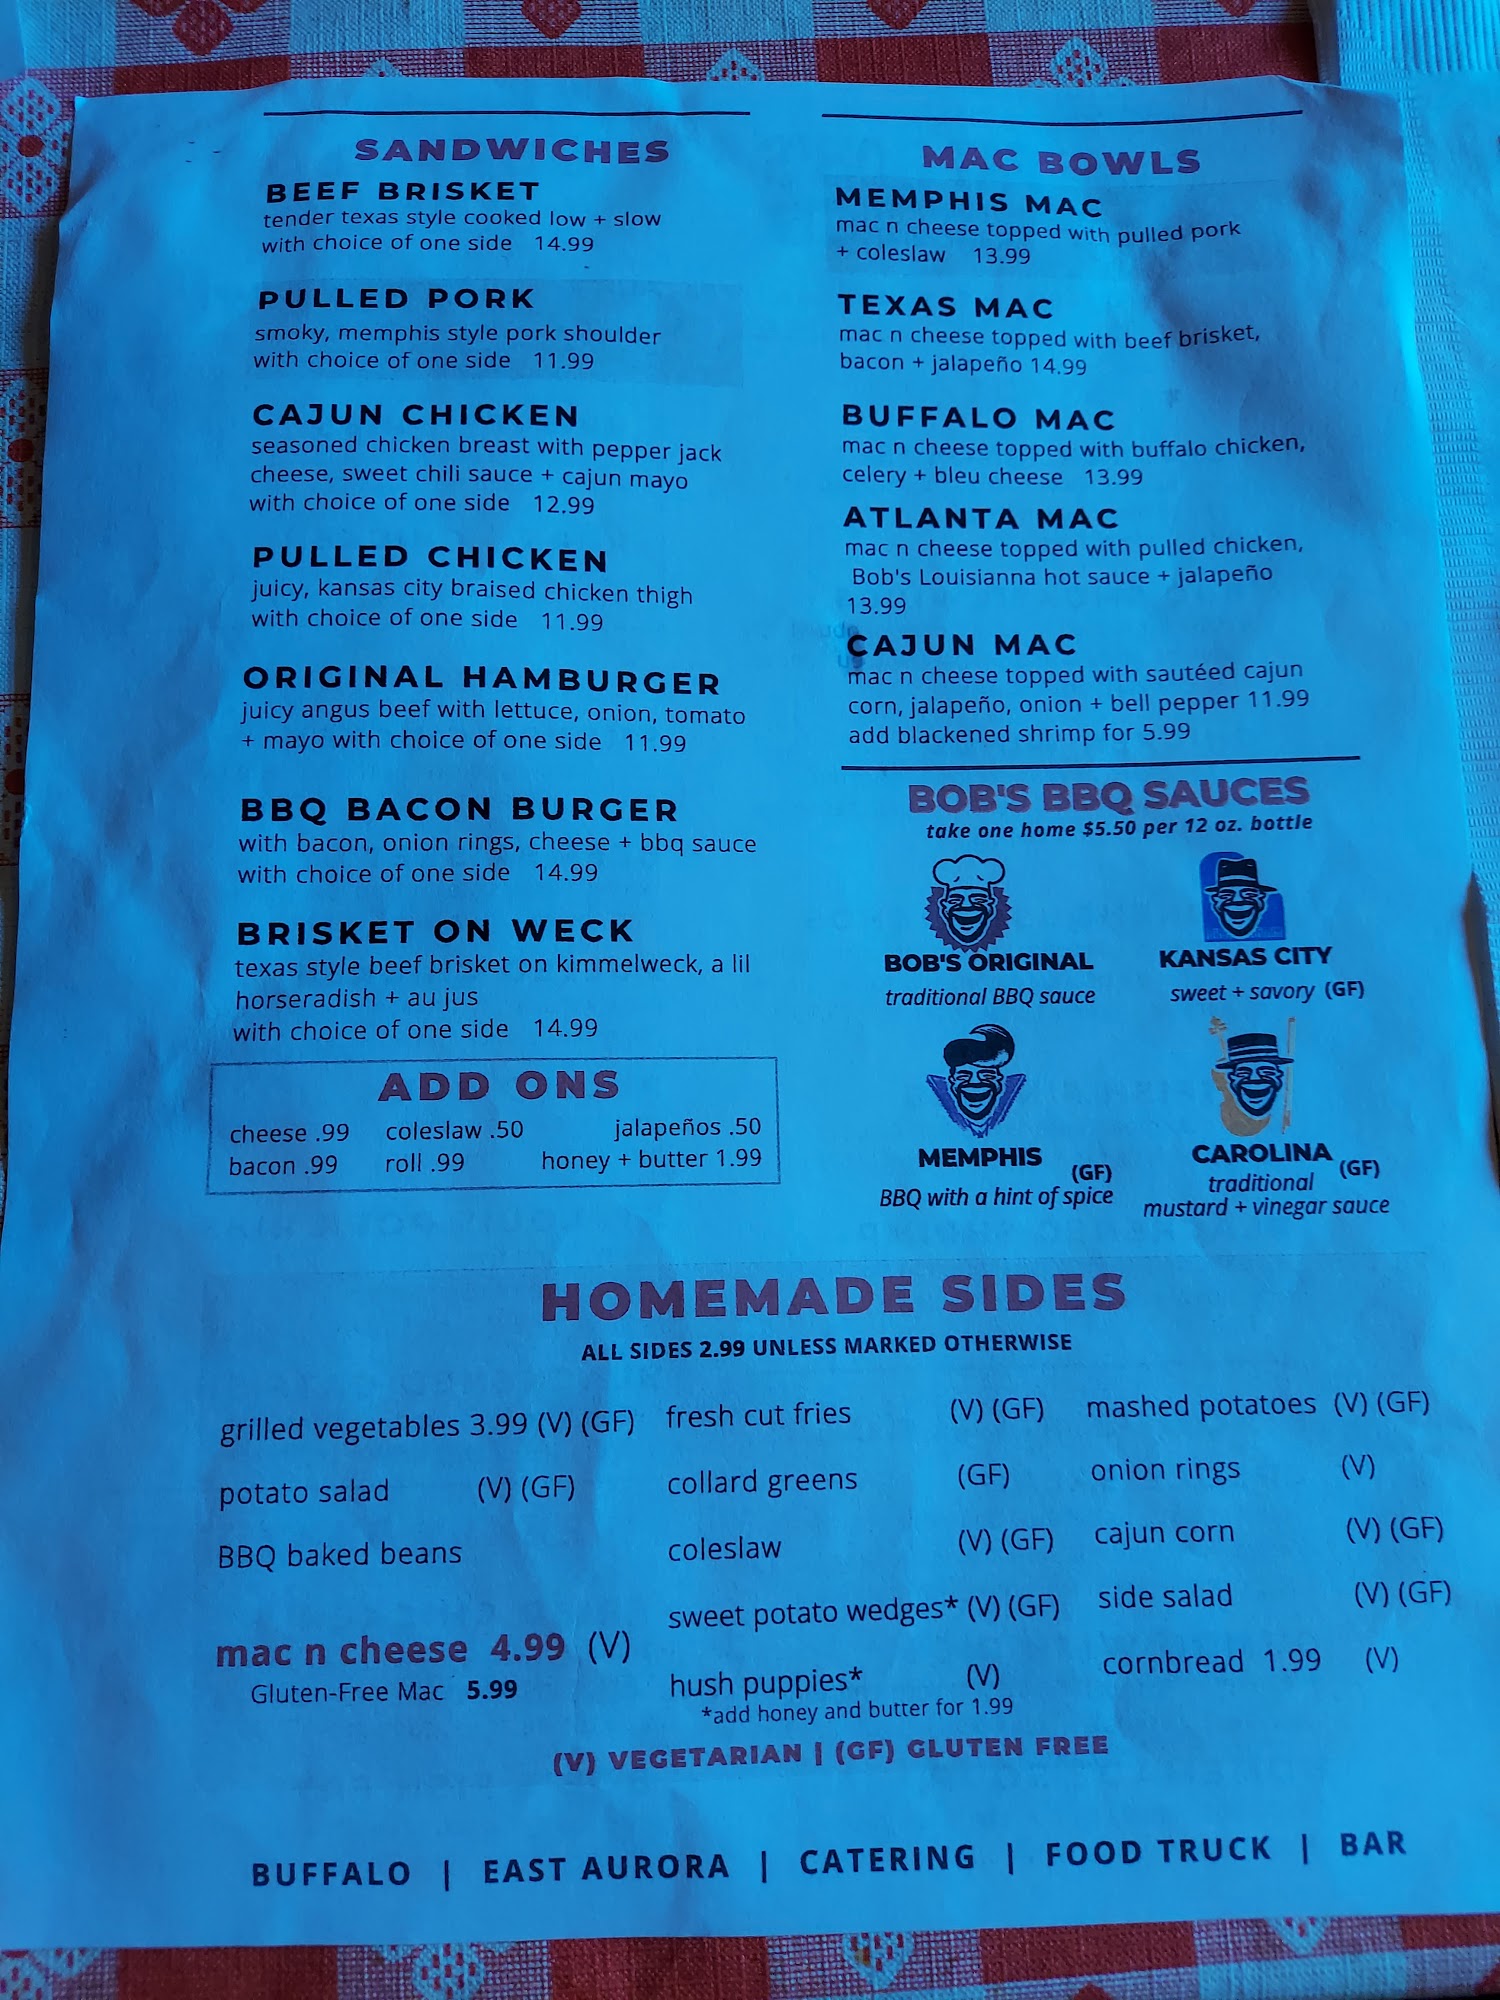 SANDWICHES
BEEF BRISKET
tender texas style cooked low + slow
with choice of one side 14.99
PULLED PORK
smoky, memphis style pork shoulder
with choice of one side 11.99
CAJUN CHICKEN
seasoned chicken breast with pepper jack
cheese, sweet chili sauce + cajun mayo
with choice of one side 12.99
PULLED CHICKEN
juicy, kansas city braised chicken thigh
with choice of one side 11.99
ORIGINAL HAMBURGER
juicy angus beef with lettuce, onion, tomato
+ mayo with choice of one side 11.99
BBQ BACON BURGER
with bacon, onion rings, cheese + bbq sauce
with choice of one side 14.99
BRISKET ON WECK
texas style beef brisket on kimmelweck, a lil
horseradish + au jus
with choice of one side 14.99
ADD ONS
cheese .99 coleslaw .50 jalapeños .50
bacon .99 roll .99 honey + butter 1.99
MAC BOWLS
MEMPHIS MAC
mac n cheese topped with pulled pork
+ coleslaw 13.99
TEXAS MAC
mac n cheese topped with beef brisket,
bacon + jalapeño 14.99
BUFFALO MAC
mac n cheese topped with buffalo chicken,
celery + bleu cheese 13.99
ATLANTA MAC
mac n cheese topped with pulled chicken,
Bob's Louisianna hot sauce + jalapeño
13.99
CAJUN MAC
mac n cheese topped with sautéed cajun
corn, jalapeño, onion + bell pepper 11.99
add blackened shrimp for 5.99
BOB'S BBQ SAUCES
take one home $5.50 per 12 oz. bottle
BOB'S ORIGINAL
traditional BBQ sauce
KANSAS CITY
sweet + savory (GF)
MEMPHIS (GF)
BBQ with a hint of spice
CAROLINA (GF)
traditional
mustard + vinegar sauce
HOMEMADE SIDES
ALL SIDES 2.99 UNLESS MARKED OTHERWISE
grilled vegetables 3.99 (V) (GF)
potato salad (V) (GF)
BBQ baked beans
mac n cheese 4.99 (V)
Gluten-Free Mac 5.99
fresh cut fries (V) (GF)
collard greens (GF)
coleslaw (V) (GF)
sweet potato wedges* (V) (GF)
hush puppies* (V)
*add honey and butter for 1.99
mashed potatoes (V) (GF)
onion rings (V)
cajun corn (V) (GF)
side salad (V) (GF)
cornbread 1.99 (V)
(V) VEGETARIAN | (GF) GLUTEN FREE
BUFFALO | EAST AURORA | CATERING | FOOD TRUCK | BAR